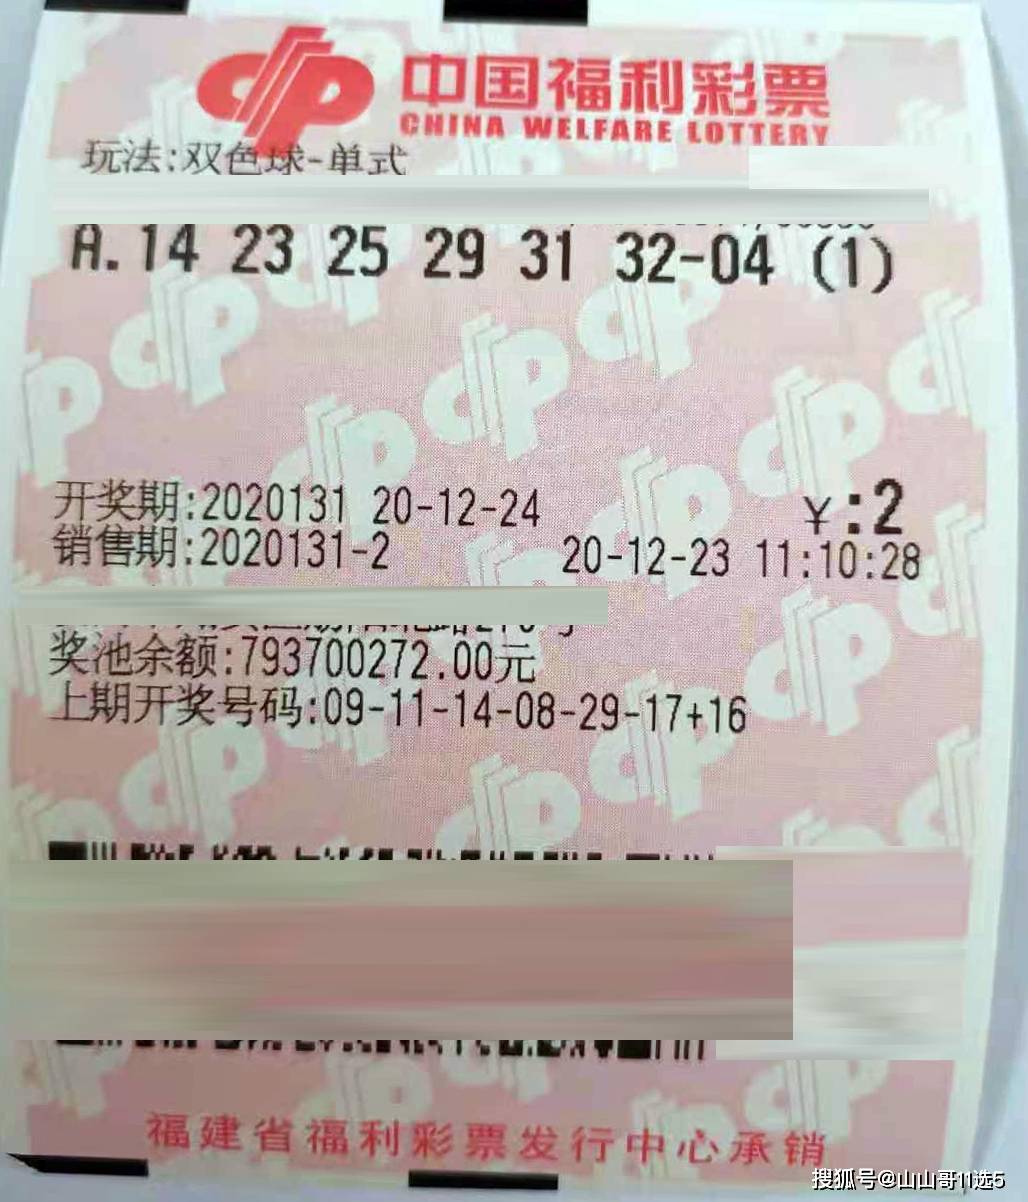 中国福利彩票
CHINA WELFARE LOTTERY
玩法:双色球-单式
A.14 23 25 29 31 32-04 (1)
开奖期:2020131 20-12-24 ¥:2
销售期:2020131-2 20-12-23 11:10:28
奖池余额:793700272.00元
上期开奖号码:09-11-14-08-29-17+16
福建省福利彩票发行中心承销
搜狐号@山山哥11选5